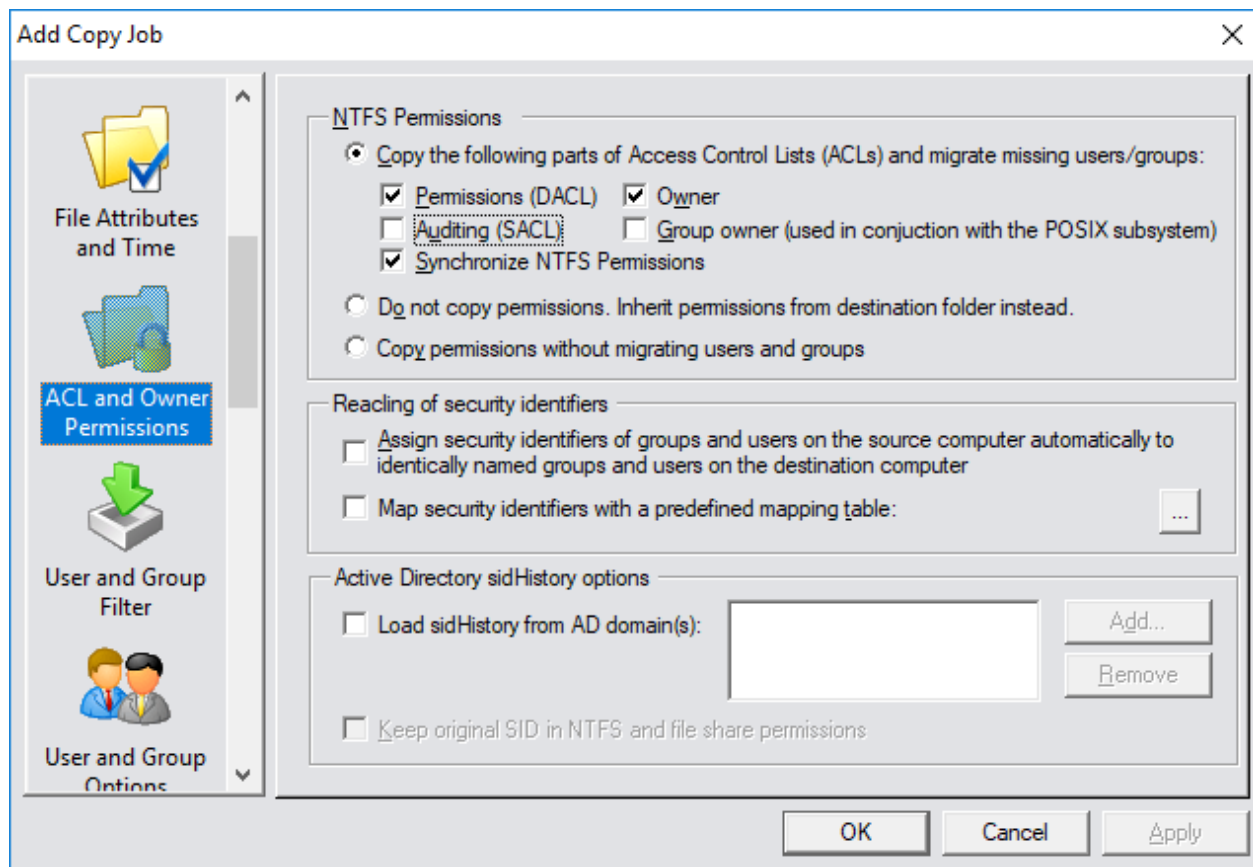 Add Copy Job
File Attributes
and Time
ACL and Owner
Permissions
User and Group
Filter
User and Group
Options
NTFS Permissions
Copy the following parts of Access Control Lists (ACLs) and migrate missing users/groups:
Permissions (DACL) Owner
Auditing (SACL) Group owner (used in conjuction with the POSIX subsystem)
Synchronize NTFS Permissions
Do not copy permissions. Inherit permissions from destination folder instead.
Copy permissions without migrating users and groups
Reacling of security identifiers
Assign security identifiers of groups and users on the source computer automatically to
identically named groups and users on the destination computer
Map security identifiers with a predefined mapping table: ...
Active Directory sidHistory options
Load sidHistory from AD domain(s): Add...
Remove
Keep original SID in NTFS and file share permissions
OK Cancel Apply